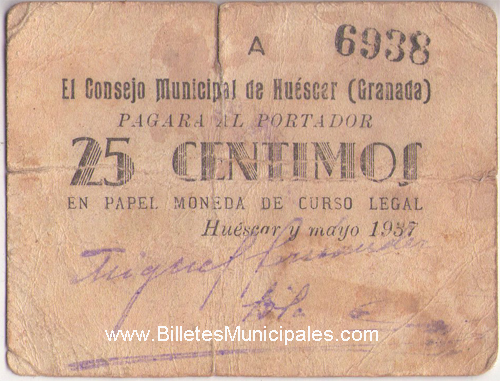 A 6938
El Consejo Municipal de Huéscar (Granada)
PAGARA AL PORTADOR
25 CENTIMOS
EN PAPEL MONEDA DE CURSO LEGAL
Huéscar y mayo 1937
Miguel
www.BilletesMunicipales.com